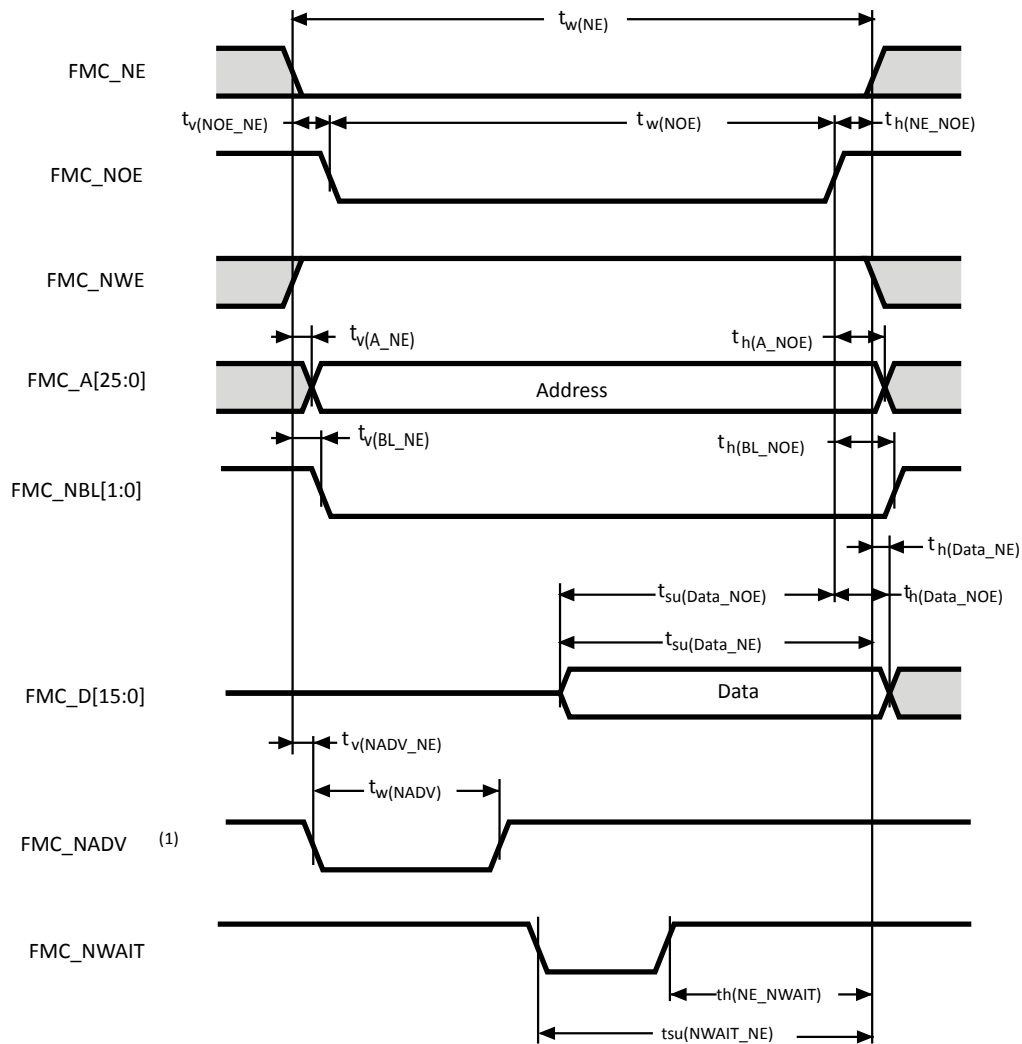 tw(NE)
FMC_NE
tv(NOE_NE)
tw(NOE)
th(NE_NOE)
FMC_NOE
FMC_NWE
tv(A_NE)
th(A_NOE)
FMC_A[25:0]
Address
tv(BL_NE)
th(BL_NOE)
FMC_NBL[1:0]
th(Data_NE)
tsu(Data_NOE)
th(Data_NOE)
tsu(Data_NE)
FMC_D[15:0]
Data
tv(NADV_NE)
tw(NADV)
FMC_NADV (1)
FMC_NWAIT
th(NE_NWAIT)
tsu(NWAIT_NE)